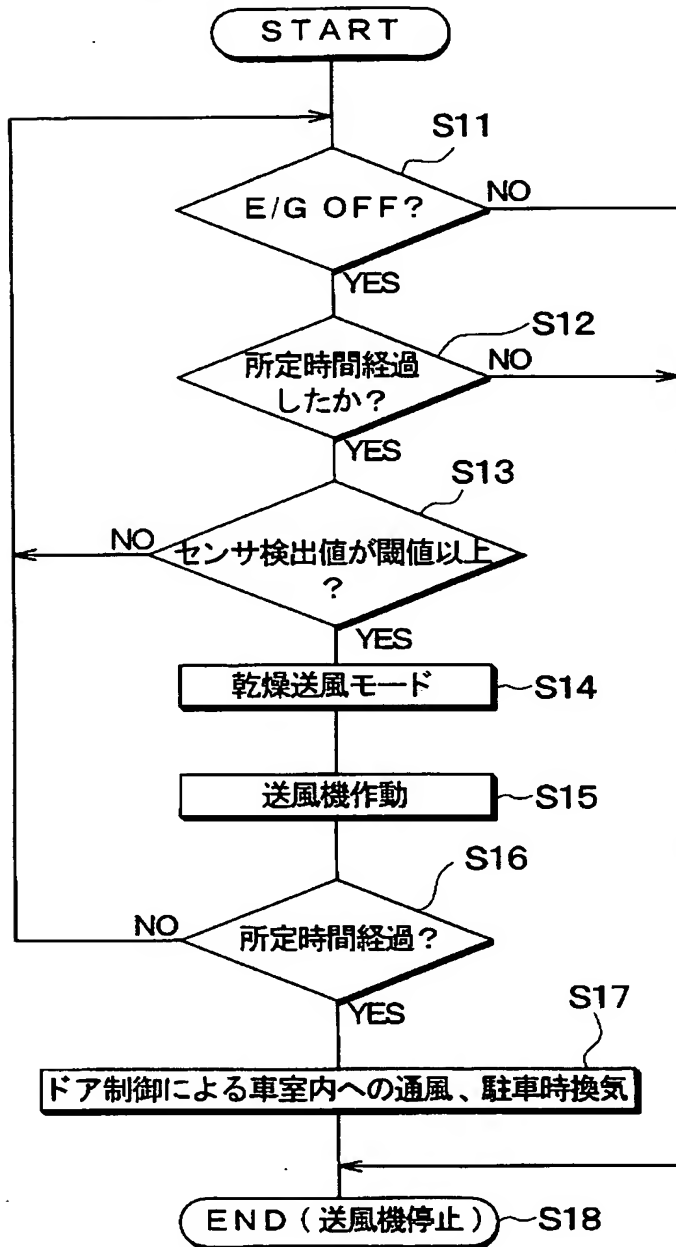 START
S11
E/G OFF?
NO
YES
S12
所定時間経過
したか?
NO
YES
S13
NO
センサ検出値が閾値以上
?
YES
乾燥送風モード
S14
送風機作動
S15
S16
NO
所定時間経過?
YES
S17
ドア制御による車室内への通風、駐車時換気
END(送風機停止)
S18